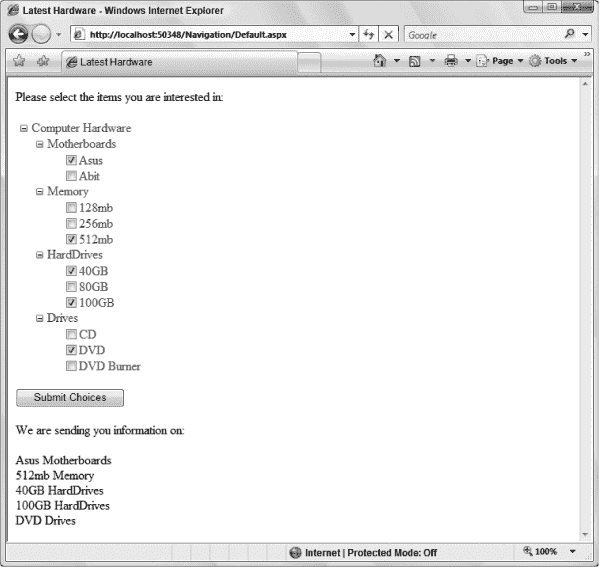 Latest Hardware - Windows Internet Explorer
http://localhost:50348/Navigation/Default.aspx
Google
Latest Hardware
Page
Tools
Please select the items you are interested in:
Computer Hardware
Motherboards
Asus
Abit
Memory
128mb
256mb
512mb
HardDrives
40GB
80GB
100GB
Drives
CD
DVD
DVD Burner
Submit Choices
We are sending you information on:
Asus Motherboards
512mb Memory
40GB HardDrives
100GB HardDrives
DVD Drives
Internet | Protected Mode: Off
100%